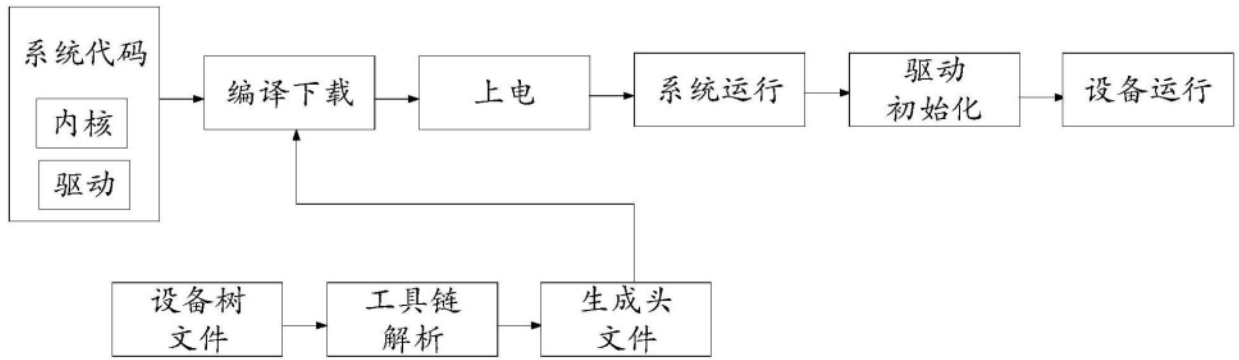 系统代码
内核
驱动
编译下载
上电
系统运行
驱动
初始化
设备运行
设备树
文件
工具链
解析
生成头
文件